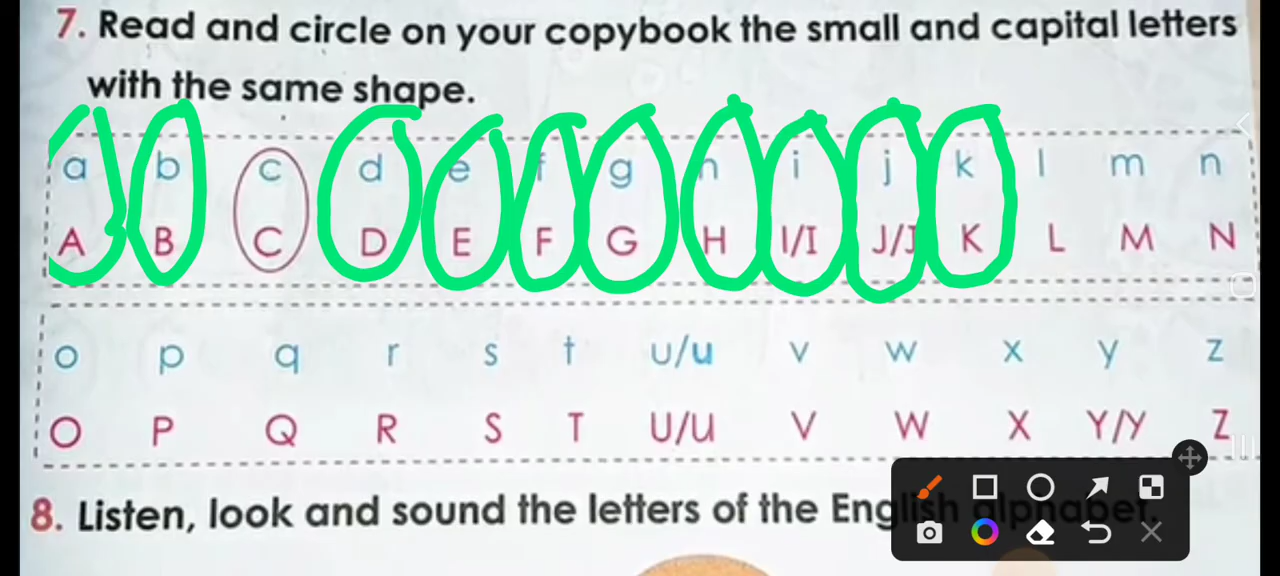 7. Read and circle on your copybook the small and capital letters
with the same shape.
a b c d e f g h i j k l m n
A B C D E F G H I/I J/J K L M N
o p q r s t u/u v w x y z
O P Q R S T U/U V W X Y/Y Z
8. Listen, look and sound the letters of the English alphabet.